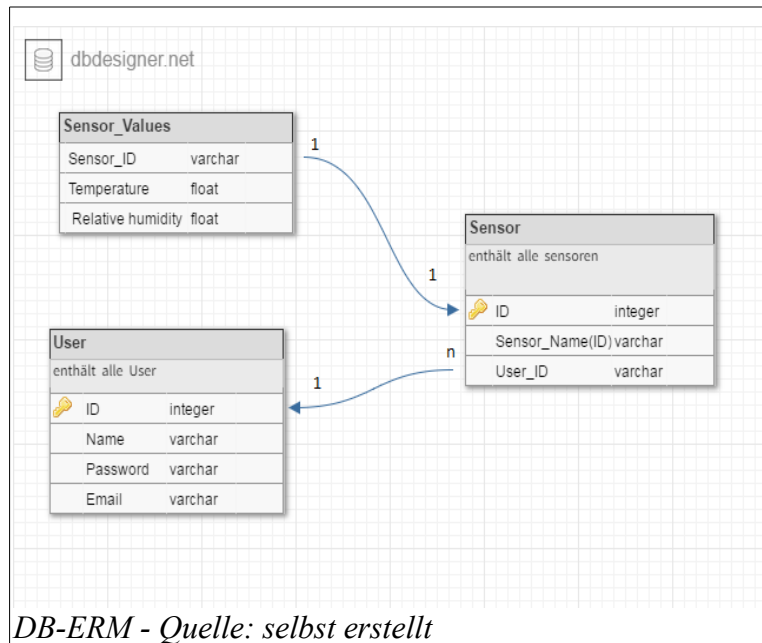 dbdesigner.net
Sensor_Values
Sensor_ID varchar
Temperature float
Relative humidity float
1
1
Sensor
enthält alle sensoren
ID integer
Sensor_Name(ID) varchar
User_ID varchar
n
1
User
enthält alle User
ID integer
Name varchar
Password varchar
Email varchar
DB-ERM - Quelle: selbst erstellt